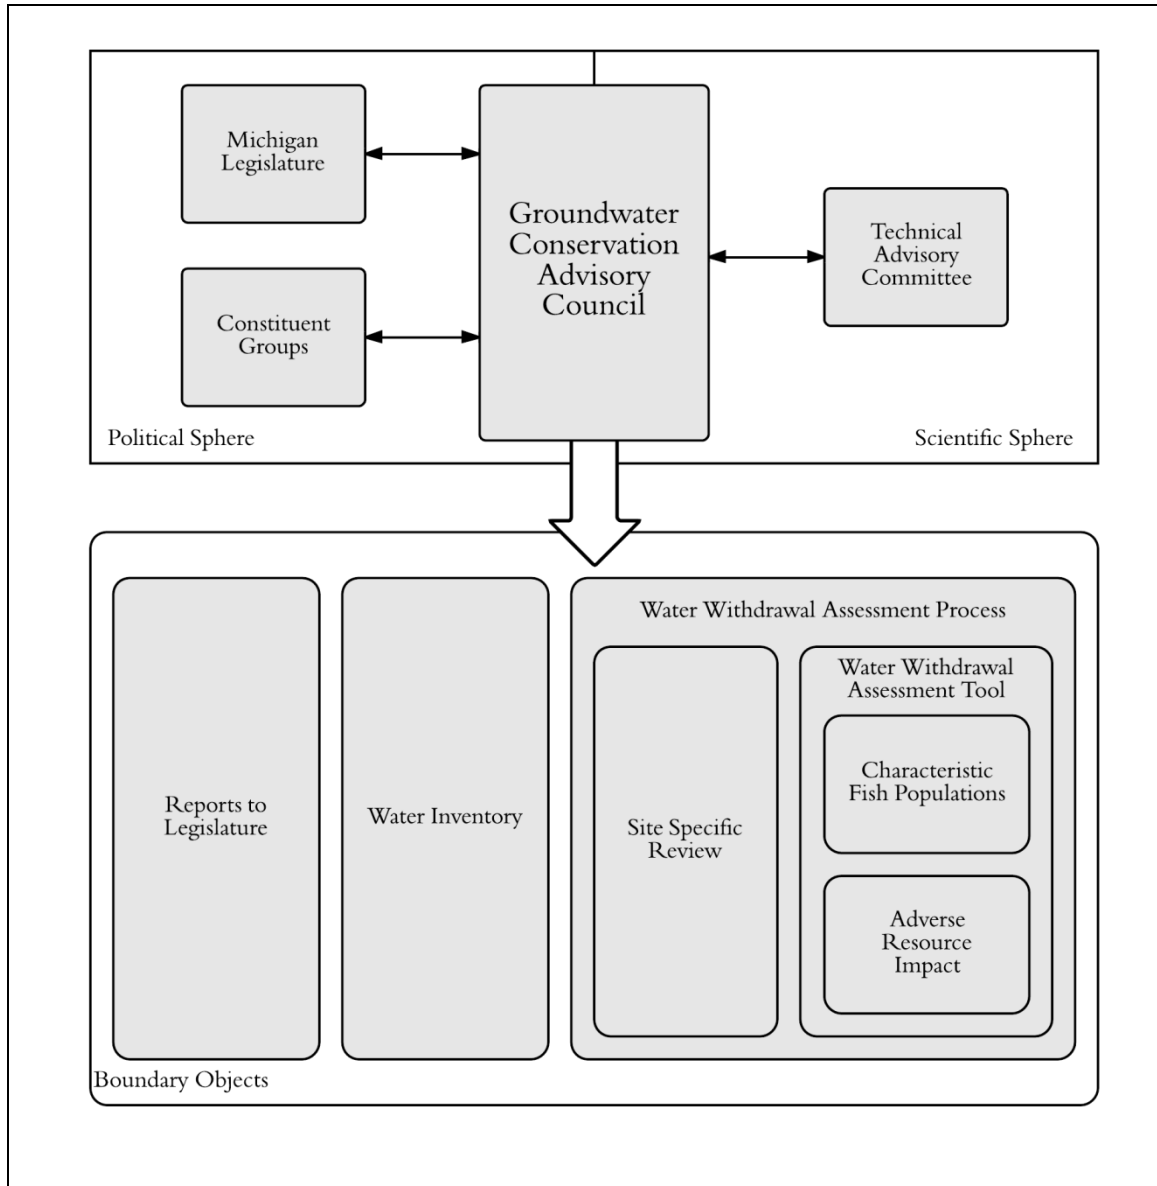 Michigan
Legislature
Groundwater
Conservation
Advisory
Council
Technical
Advisory
Committee
Constituent
Groups
Political Sphere
Scientific Sphere
Water Withdrawal Assessment Process
Water Withdrawal
Assessment Tool
Characteristic
Fish Populations
Reports to
Legislature
Water Inventory
Site Specific
Review
Adverse
Resource
Impact
Boundary Objects